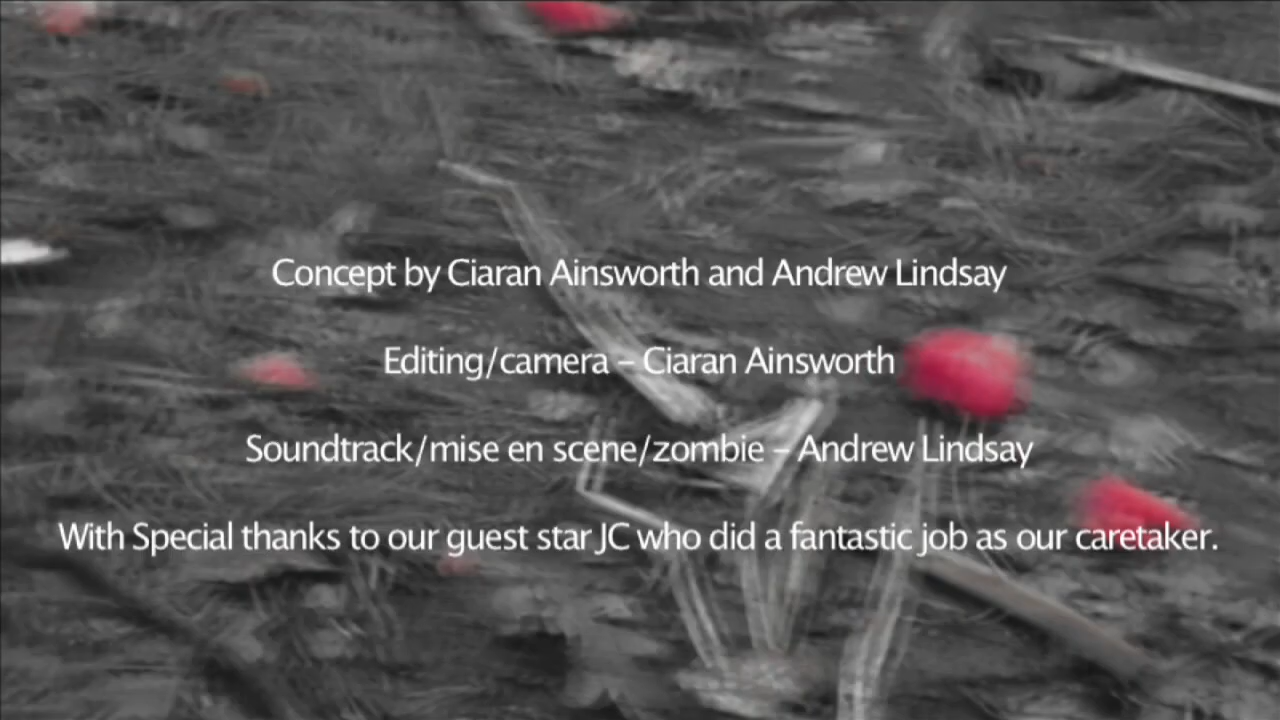 Concept by Ciaran Ainsworth and Andrew Lindsay
Editing/camera – Ciaran Ainsworth
Soundtrack/mise en scene/zombie – Andrew Lindsay
With Special thanks to our guest star JC who did a fantastic job as our caretaker.